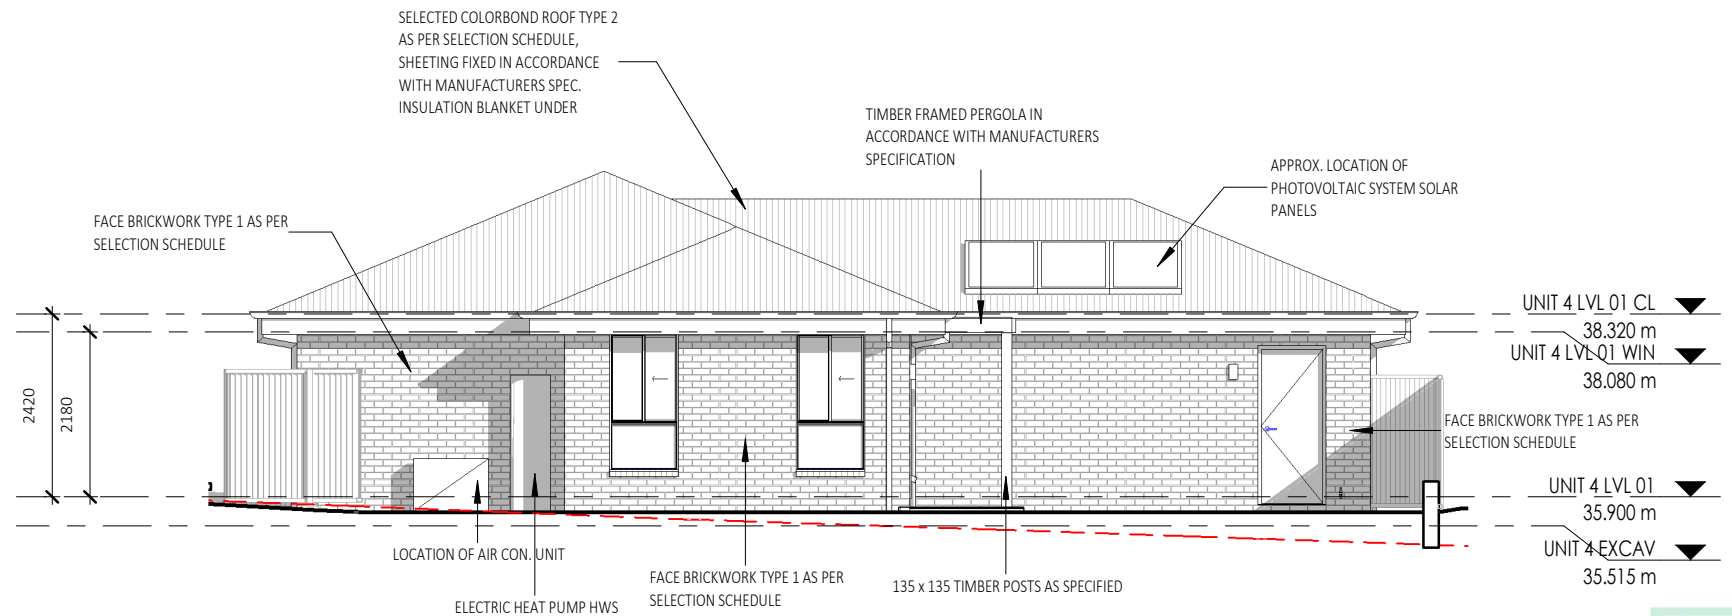 SELECTED COLORBOND ROOF TYPE 2
AS PER SELECTION SCHEDULE,
SHEETING FIXED IN ACCORDANCE
WITH MANUFACTURERS SPEC.
INSULATION BLANKET UNDER
TIMBER FRAMED PERGOLA IN
ACCORDANCE WITH MANUFACTURERS
SPECIFICATION
APPROX. LOCATION OF
PHOTOVOLTAIC SYSTEM SOLAR
PANELS
FACE BRICKWORK TYPE 1 AS PER
SELECTION SCHEDULE
UNIT 4 LVL 01 CL
38.320 m
UNIT 4 LVL 01 WIN
38.080 m
2420
2180
FACE BRICKWORK TYPE 1 AS PER
SELECTION SCHEDULE
UNIT 4 LVL 01
35.900 m
UNIT 4 EXCAV
35.515 m
LOCATION OF AIR CON. UNIT
FACE BRICKWORK TYPE 1 AS PER
SELECTION SCHEDULE
135 x 135 TIMBER POSTS AS SPECIFIED
ELECTRIC HEAT PUMP HWS